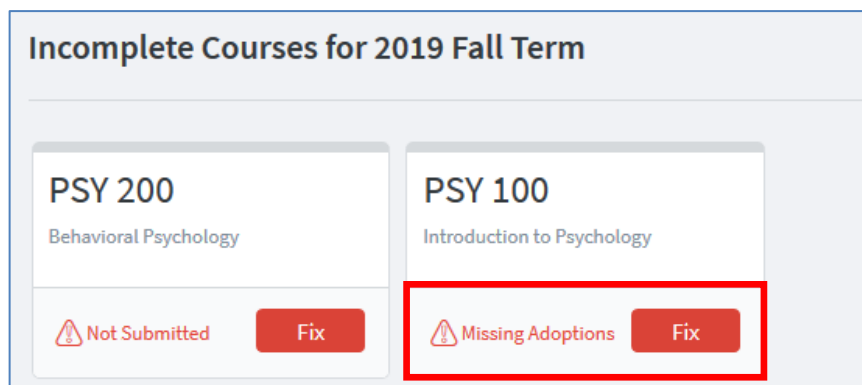 Incomplete Courses for 2019 Fall Term
PSY 200
Behavioral Psychology
Not Submitted
Fix
PSY 100
Introduction to Psychology
Missing Adoptions
Fix